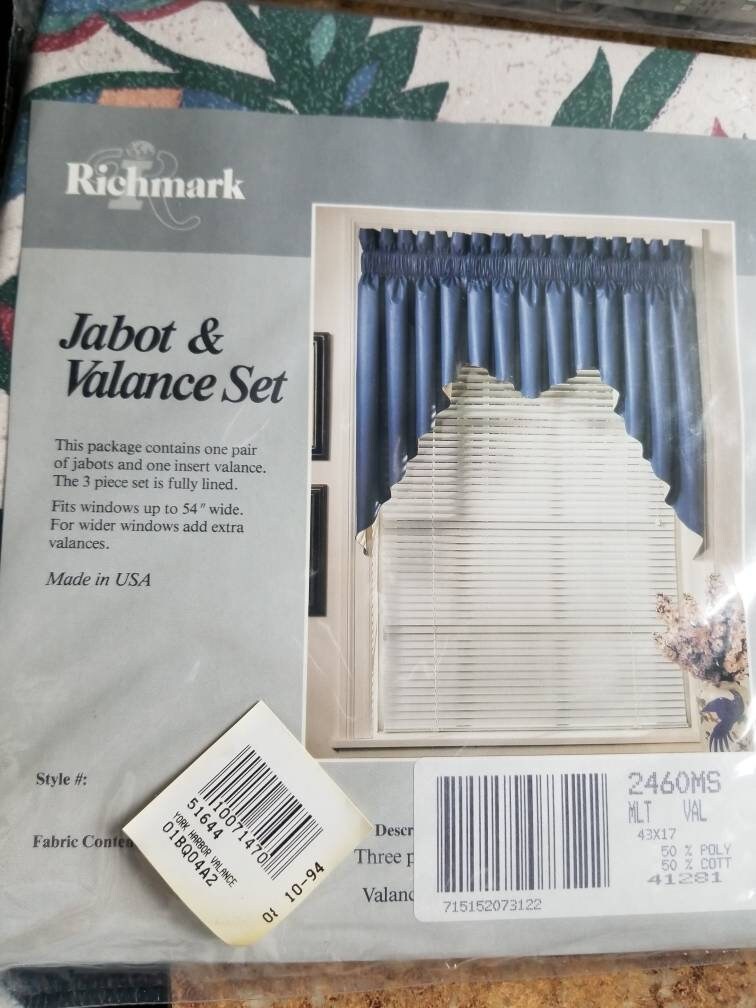 Richmark
Jabot &
Valance Set
This package contains one pair
of jabots and one insert valance.
The 3 piece set is fully lined.
Fits windows up to 54" wide.
For wider windows add extra
valances.
Made in USA
Style #:
Fabric Conten
110071470
51644
YORK HARBOR VALANCE
01BQ04A2
10-94
Descr
Three p
Valanc
2460MS
MLT VAL
43X17
50 % POLY
50 % COTT
41281
715152073122